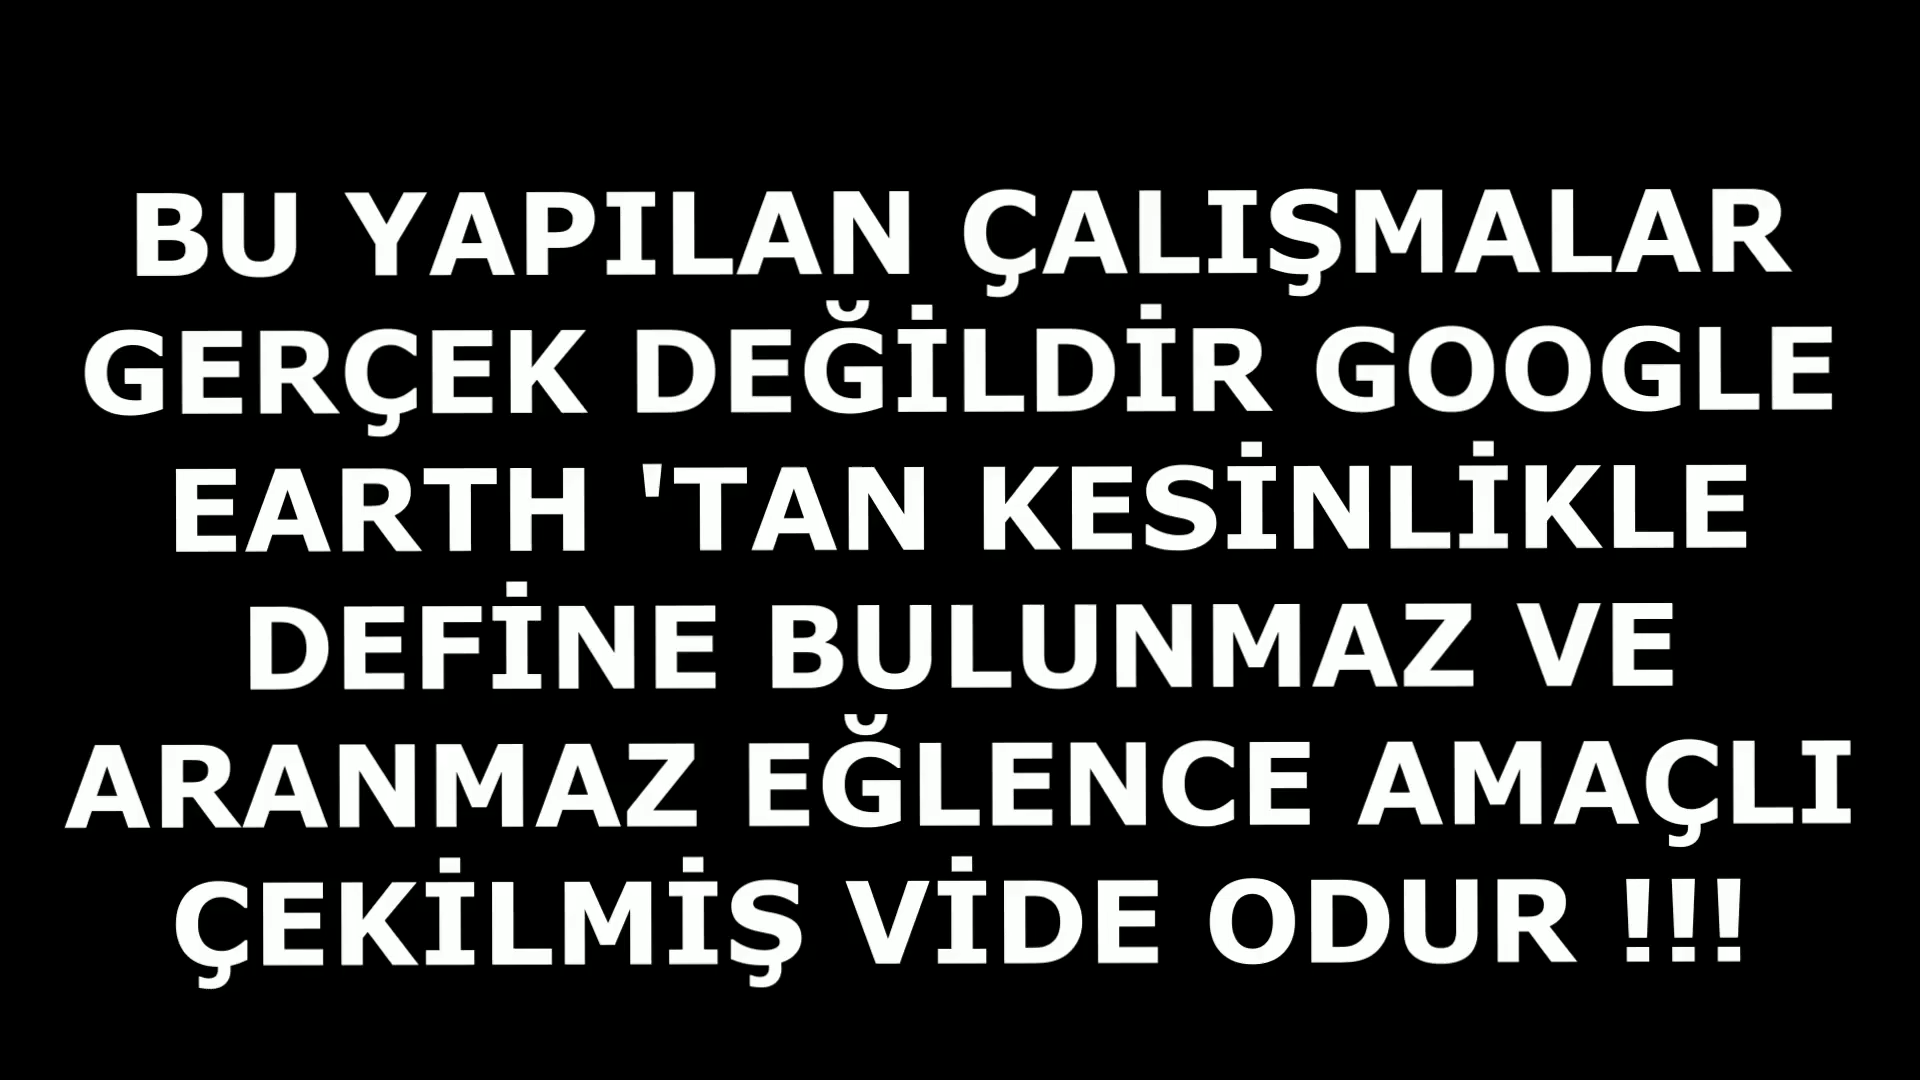 BU YAPILAN ÇALIŞMALAR
GERÇEK DEĞİLDİR GOOGLE
EARTH 'TAN KESİNLİKLE
DEFİNE BULUNMAZ VE
ARANMAZ EĞLENCE AMAÇLI
ÇEKİLMİŞ VİDE ODUR !!!